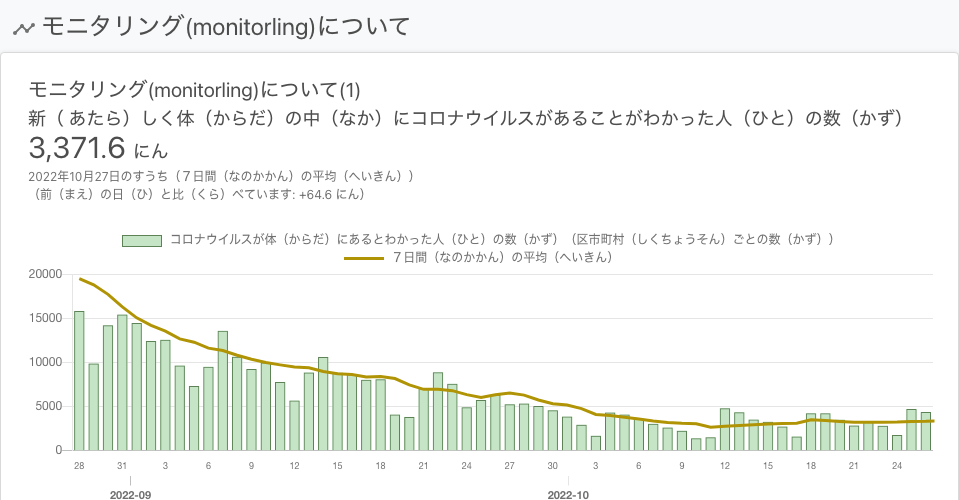 モニタリング(monitorling)について
モニタリング(monitorling)について(1)
新（ あたら）しく体（からだ）の中（なか）にコロナウイルスがあることがわかった人（ひと）の数（かず）
3,371.6 にん
2022年10月27日のすうち（７日間（なのかかん）の平均（へいきん））
（前（まえ）の日（ひ）と比（くら）べています: +64.6 にん）
コロナウイルスが体（からだ）にあるとわかった人（ひと）の数（かず）（区市町村（しくちょうそん）ごとの数（かず））
７日間（なのかかん）の平均（へいきん）
20000
15000
10000
5000
0
28 31 3 6 9 12 15 18 21 24 27 30 3 6 9 12 15 18 21 24
2022-09 2022-10